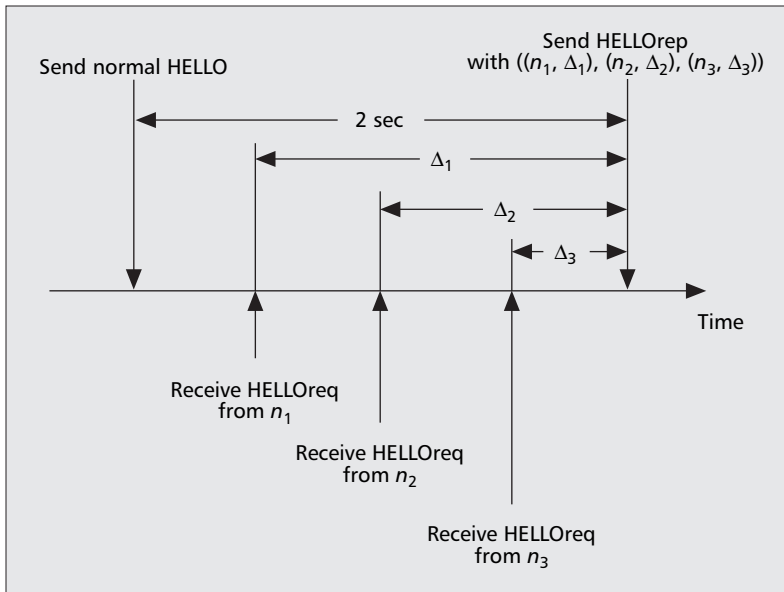 Send HELLOrep
with ((n₁, Δ₁), (n₂, Δ₂), (n₃, Δ₃))
Send normal HELLO
2 sec
Δ₁
Δ₂
Δ₃
Time
Receive HELLOreq
from n₁
Receive HELLOreq
from n₂
Receive HELLOreq
from n₃